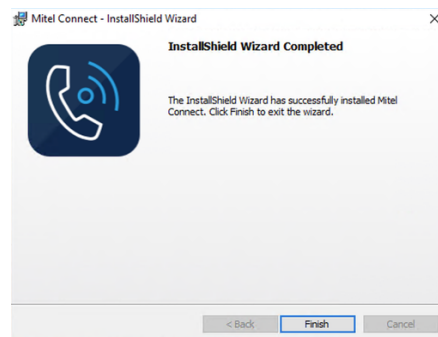 Mitel Connect - InstallShield Wizard
InstallShield Wizard Completed
The InstallShield Wizard has successfully installed Mitel
Connect. Click Finish to exit the wizard.
< Back Finish Cancel